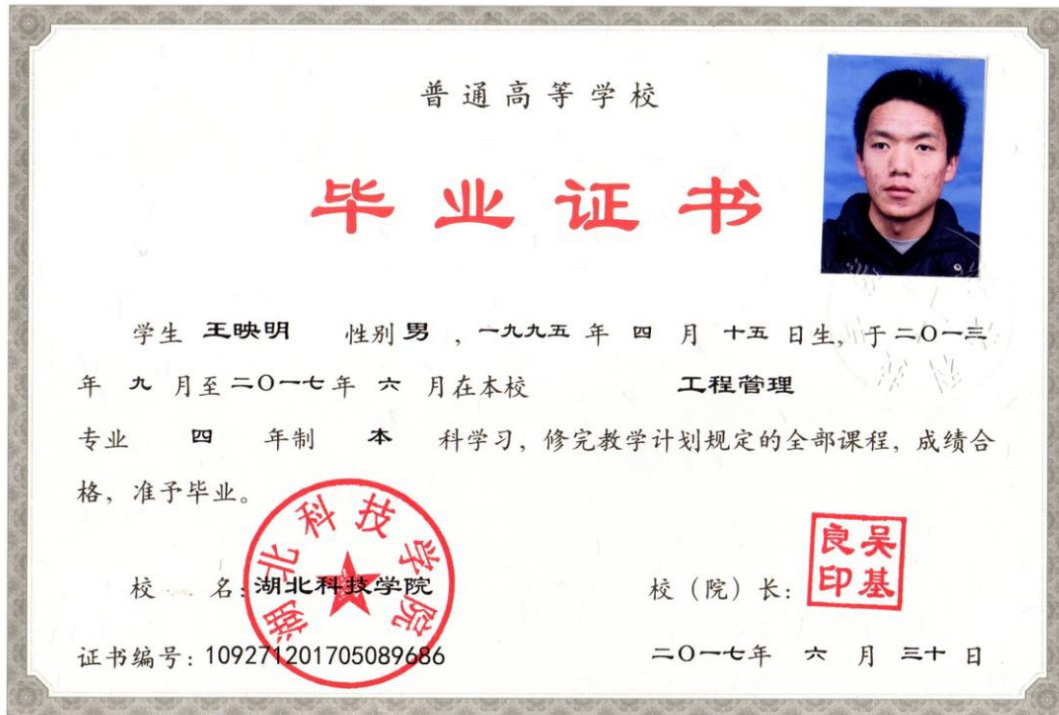 普通高等学校
毕业证书
学生 王映明 性别 男 ，一九九五 年 四 月 十五 日生，于 二〇一三
年 九 月至 二〇一七 年 六 月在本校 工程管理
专业 四 年制 本 科学习，修完教学计划规定的全部课程，成绩合
格，准予毕业。
校 名：湖北科技学院
湖北科技学院
校（院）长：
吴基良印
证书编号：109271201705089686
二〇一七年 六 月 三十 日